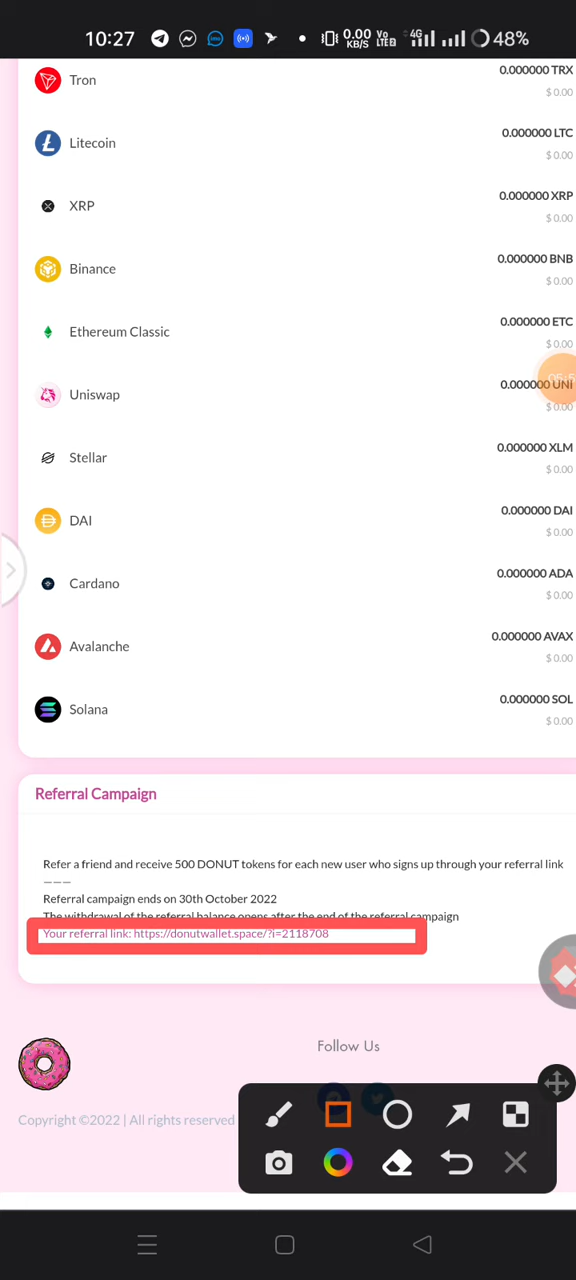 10:27 0.00 KB/S Vo LTE 4G 48%
Tron 0.000000 TRX
$ 0.00
Litecoin 0.000000 LTC
$ 0.00
XRP 0.000000 XRP
$ 0.00
Binance 0.000000 BNB
$ 0.00
Ethereum Classic 0.000000 ETC
$ 0.00
Uniswap 0.000000 UNI
$ 0.00
Stellar 0.000000 XLM
$ 0.00
DAI 0.000000 DAI
$ 0.00
Cardano 0.000000 ADA
$ 0.00
Avalanche 0.000000 AVAX
$ 0.00
Solana 0.000000 SOL
$ 0.00
Referral Campaign
Refer a friend and receive 500 DONUT tokens for each new user who signs up through your referral link
———
Referral campaign ends on 30th October 2022
The withdrawal of the referral balance opens after the end of the referral campaign
Your referral link: https://donutwallet.space/?i=2118708
Follow Us
Copyright ©2022 | All rights reserved